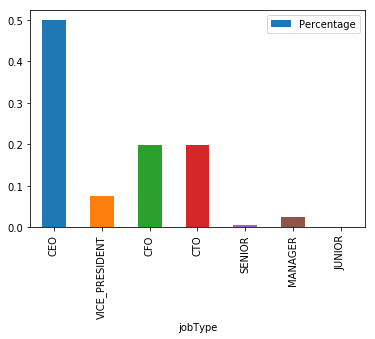 Percentage
0.5
0.4
0.3
0.2
0.1
0.0
CEO
VICE_PRESIDENT
CFO
CTO
SENIOR
MANAGER
JUNIOR
jobType